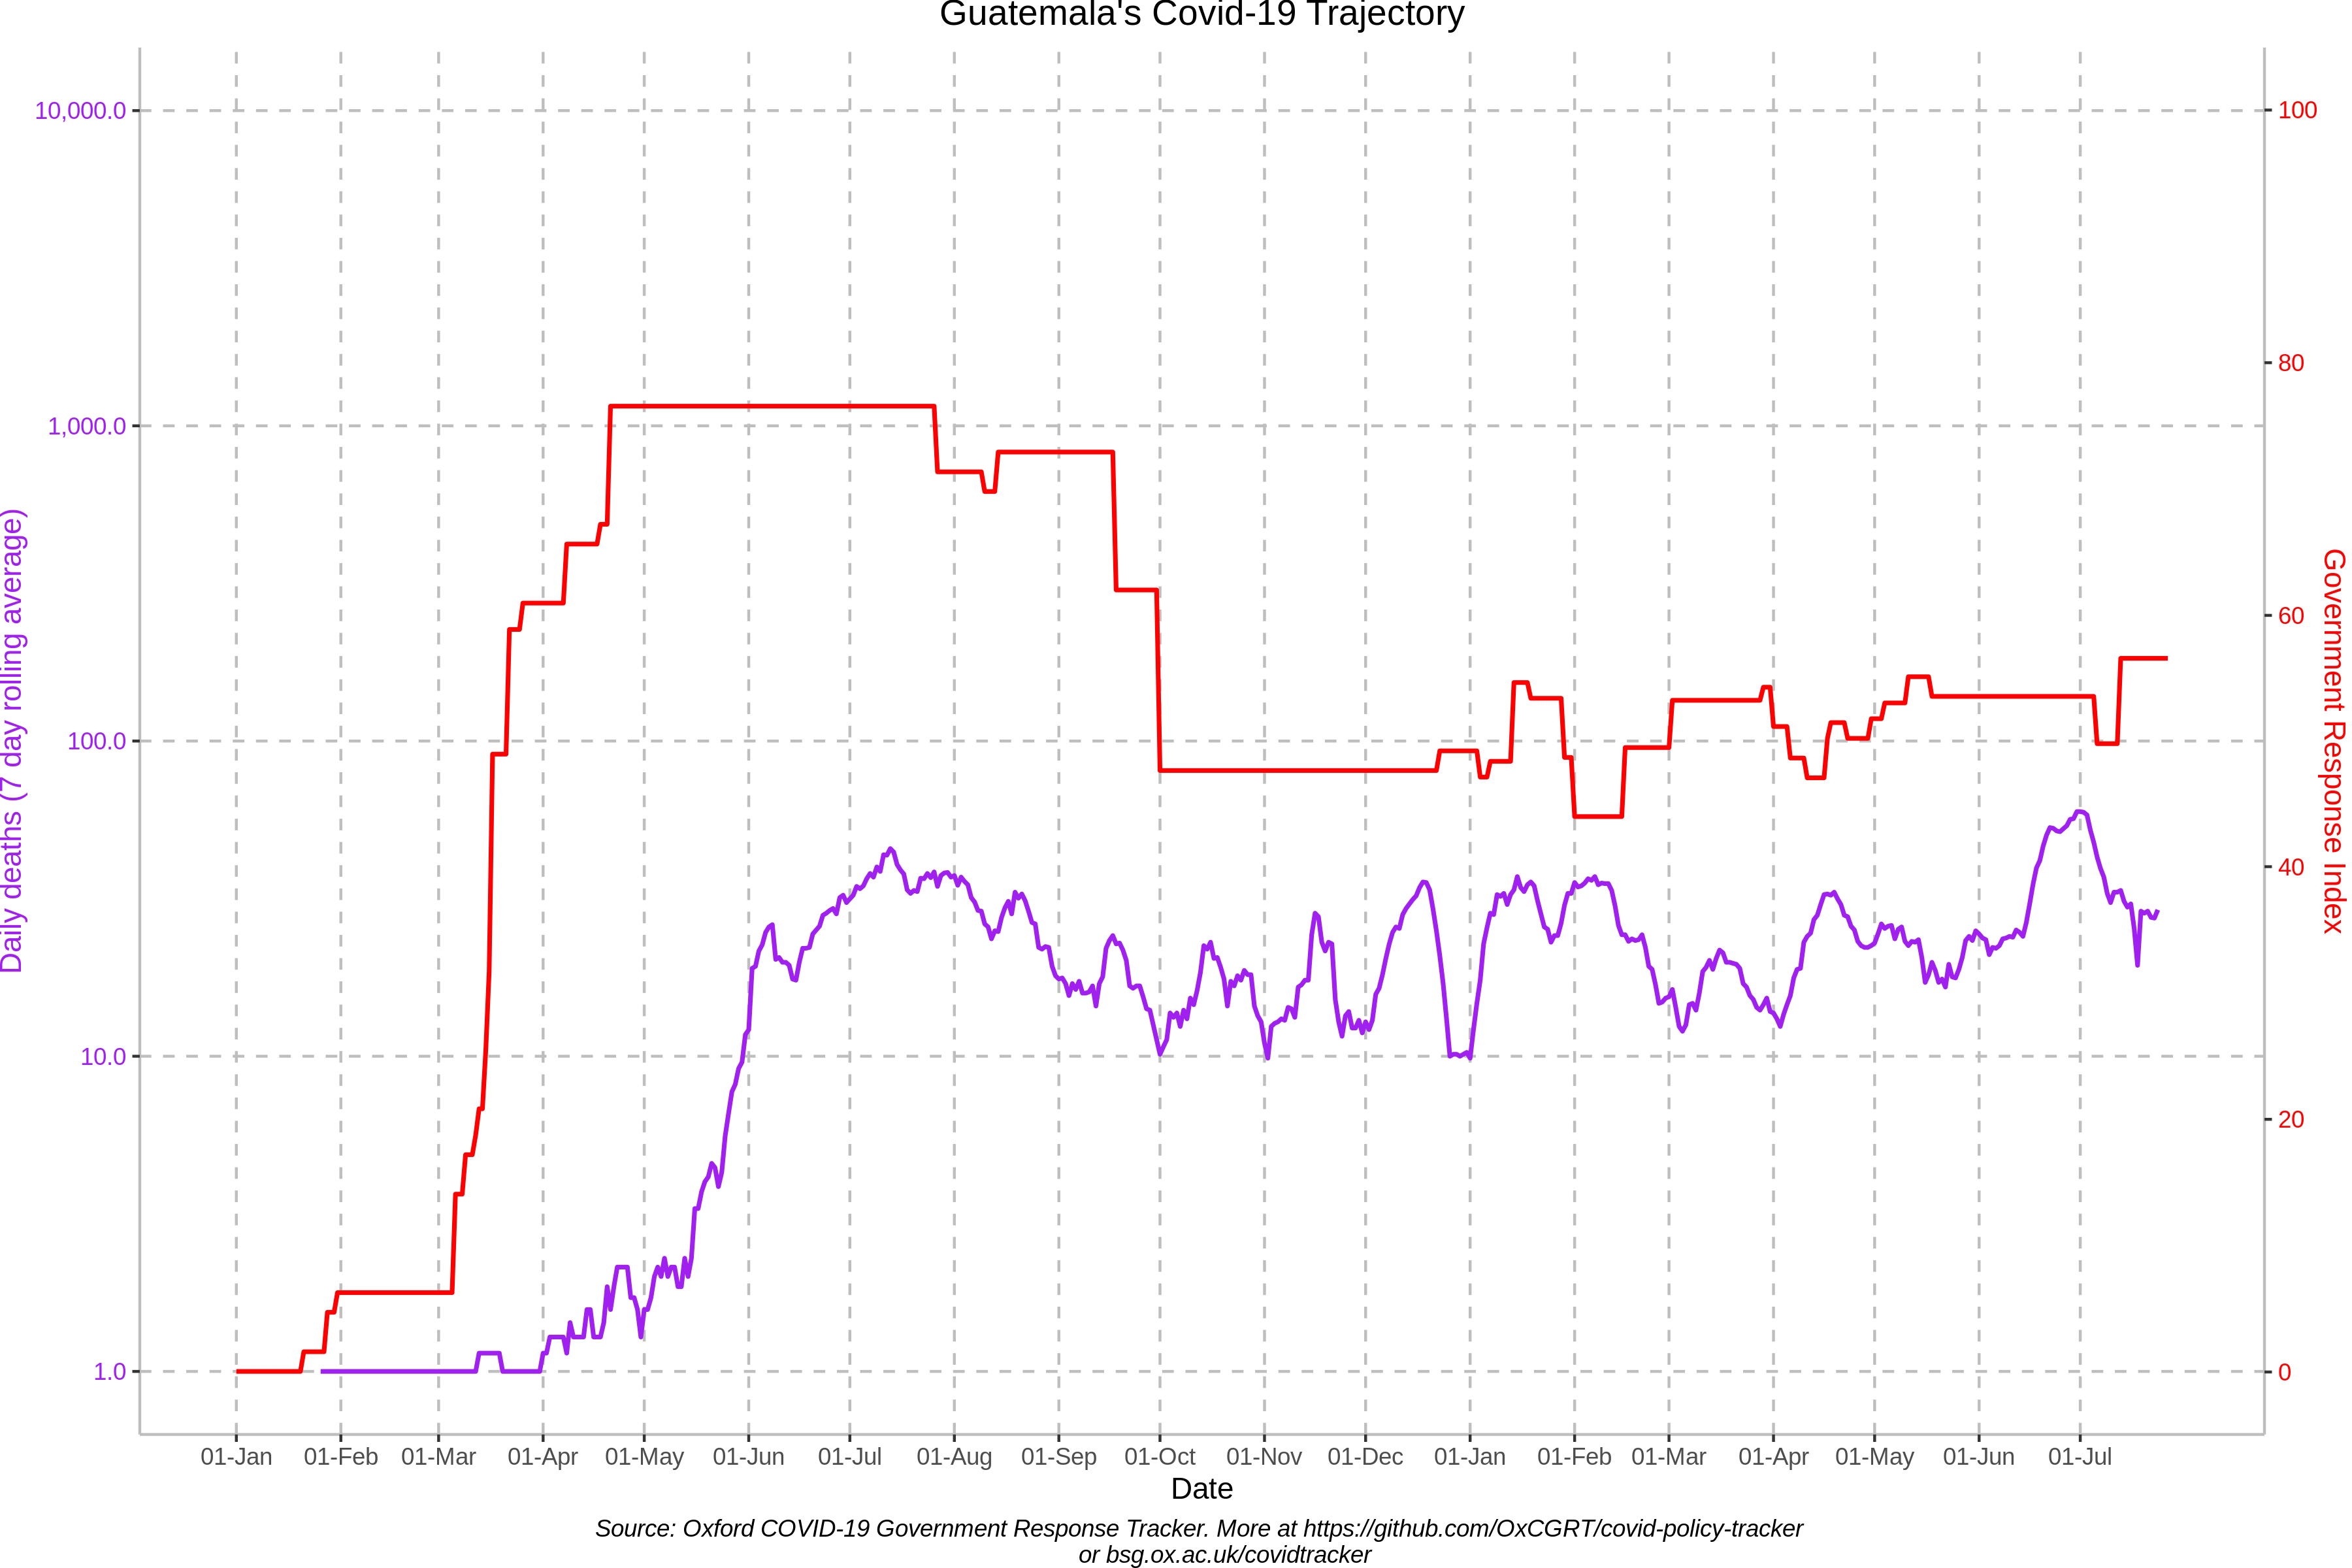 Guatemala's Covid-19 Trajectory
10,000.0
1,000.0
100.0
10.0
1.0
Daily deaths (7 day rolling average)
100
80
60
40
20
0
Government Response Index
01-Jan 01-Feb 01-Mar 01-Apr 01-May 01-Jun 01-Jul 01-Aug 01-Sep 01-Oct 01-Nov 01-Dec 01-Jan 01-Feb 01-Mar 01-Apr 01-May 01-Jun 01-Jul
Date
Source: Oxford COVID-19 Government Response Tracker. More at https://github.com/OxCGRT/covid-policy-tracker
or bsg.ox.ac.uk/covidtracker